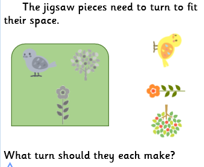 The jigsaw pieces need to turn to fit
their space.
What turn should they each make?